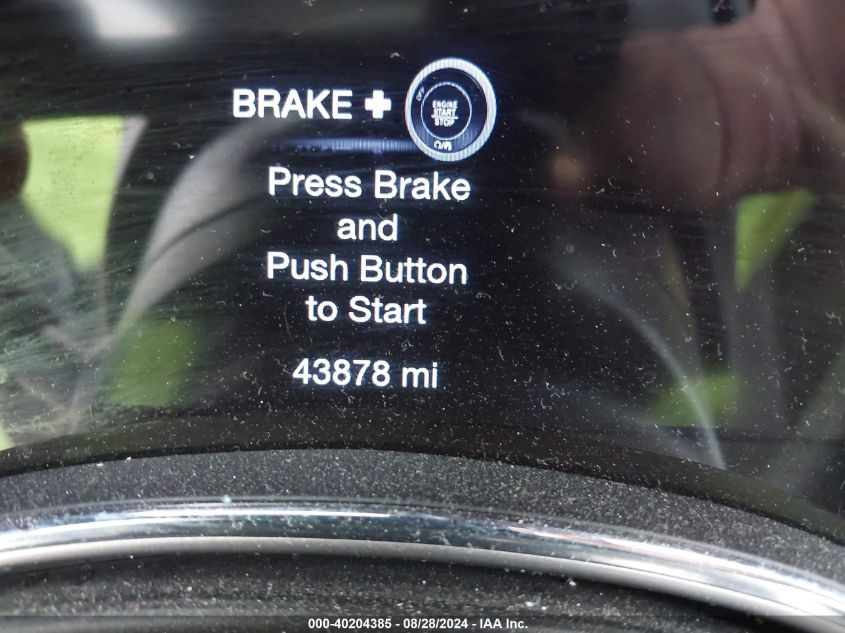 BRAKE +
OFF
ENGINE
START
STOP
Press Brake
and
Push Button
to Start
43878 mi
000-40204385 - 08/28/2024 - IAA, Inc.